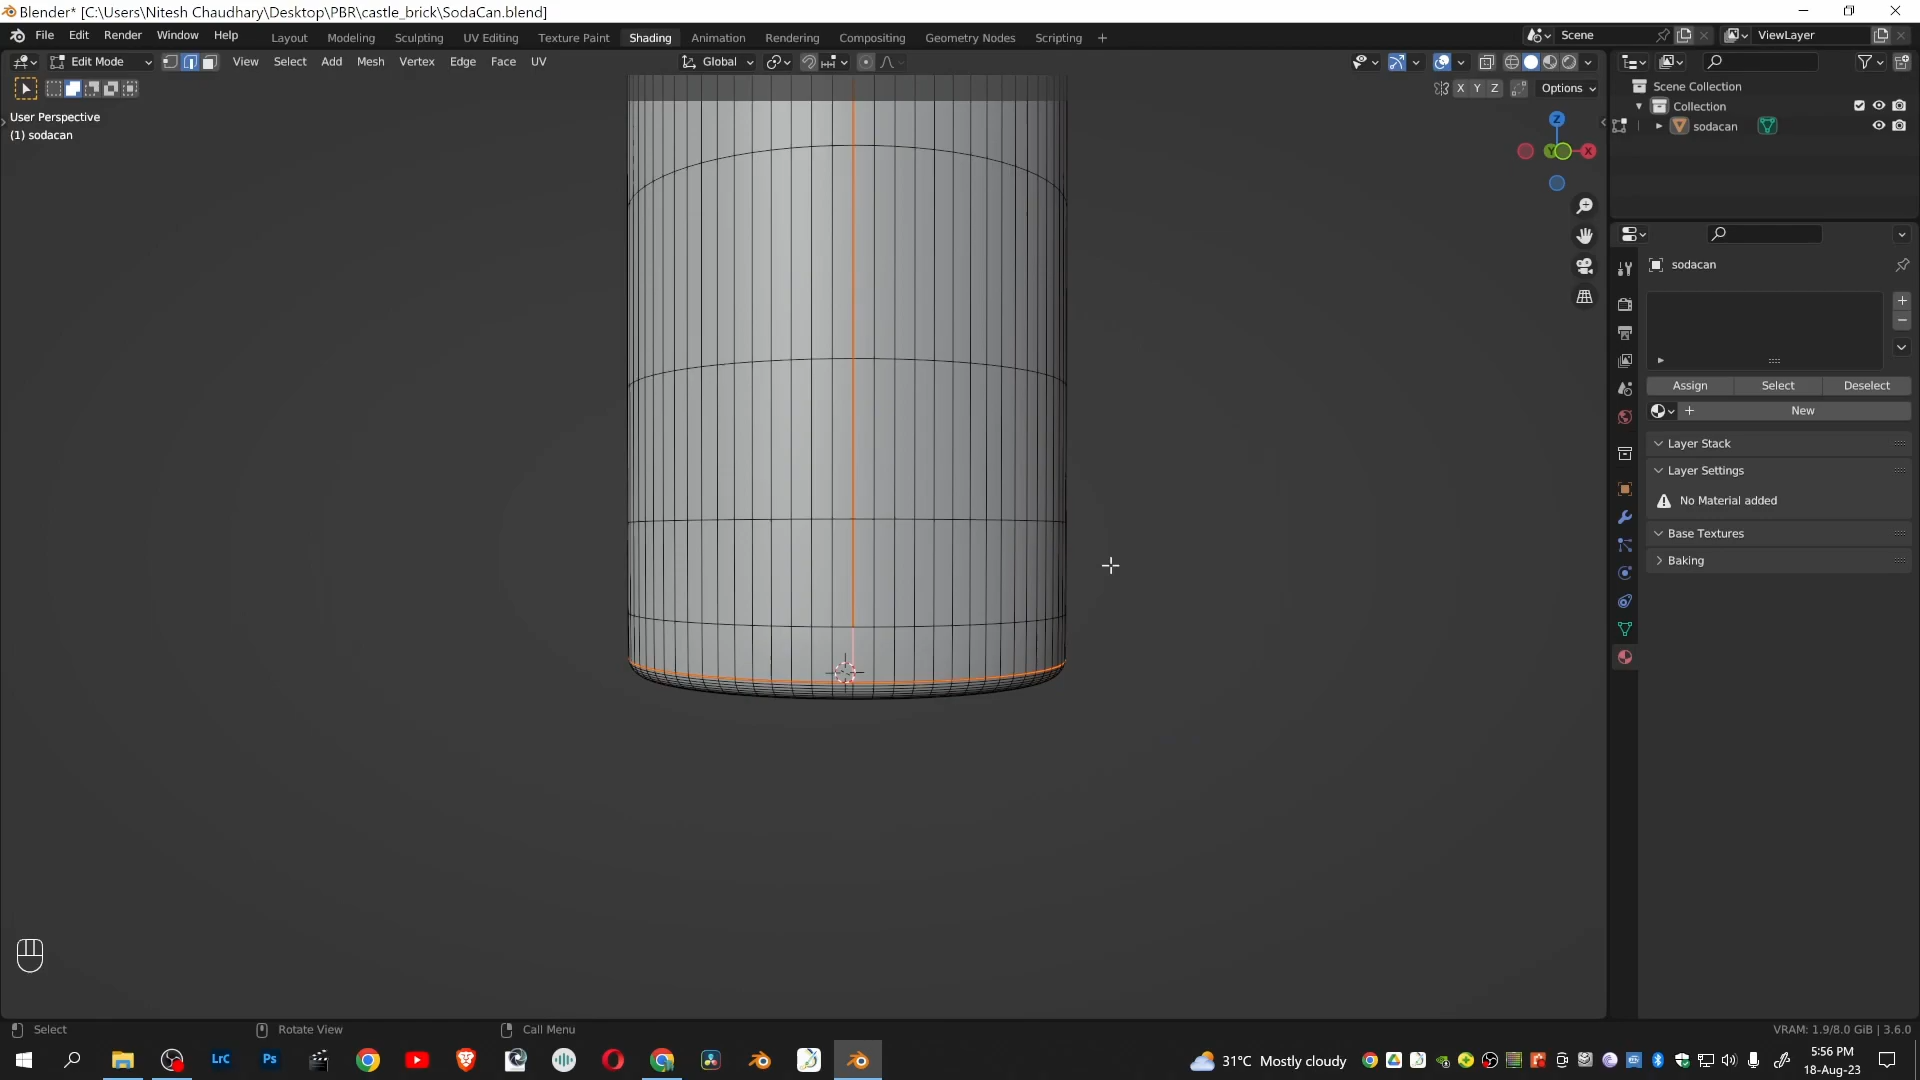 Blender* [C:\Users\Nitesh Chaudhary\Desktop\PBR\castle_brick\SodaCan.blend]
File Edit Render Window Help Layout Modeling Sculpting UV Editing Texture Paint Shading Animation Rendering Compositing Geometry Nodes Scripting + Scene ViewLayer
Edit Mode View Select Add Mesh Vertex Edge Face UV Global
X Y Z Options
User Perspective
(1) sodacan
Z
Y X
Scene Collection
Collection
sodacan
sodacan
Assign Select Deselect
New
Layer Stack
Layer Settings
No Material added
Base Textures
Baking
Select Rotate View Call Menu VRAM: 1.9/8.0 GiB | 3.6.0
LrC Ps 31°C Mostly cloudy 5:56 PM
18-Aug-23